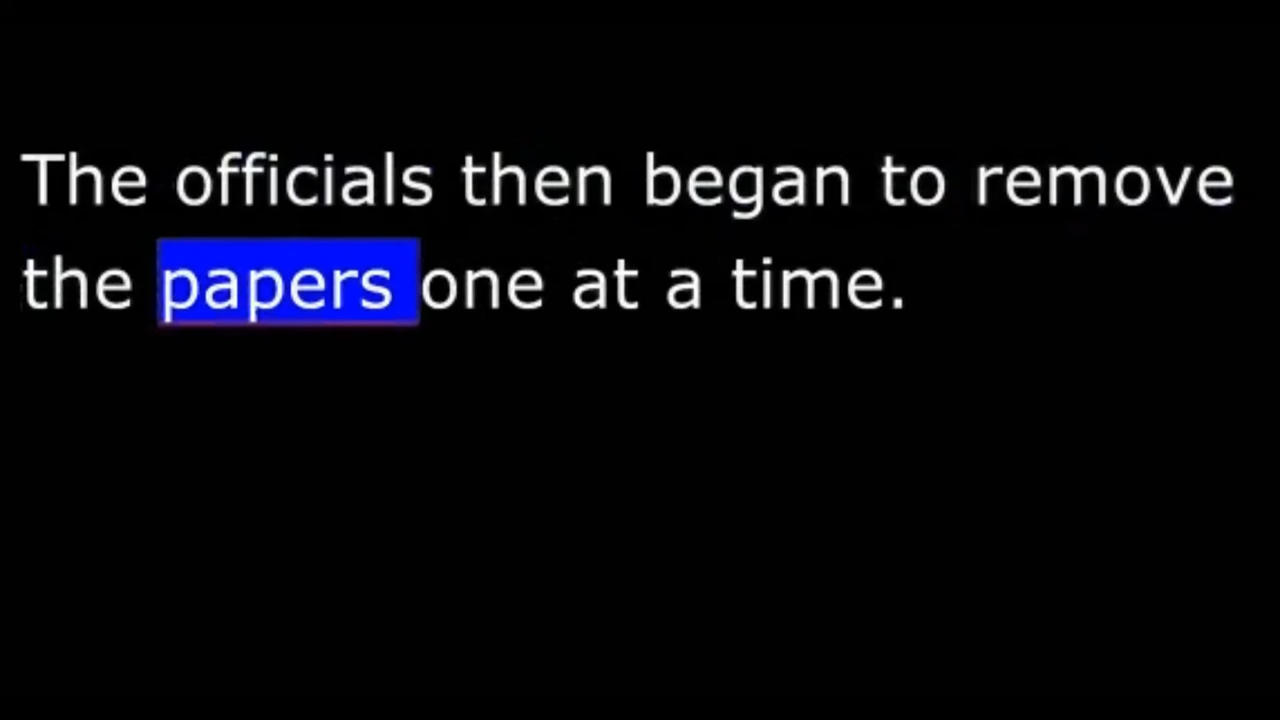 The officials then began to remove
the papers one at a time.